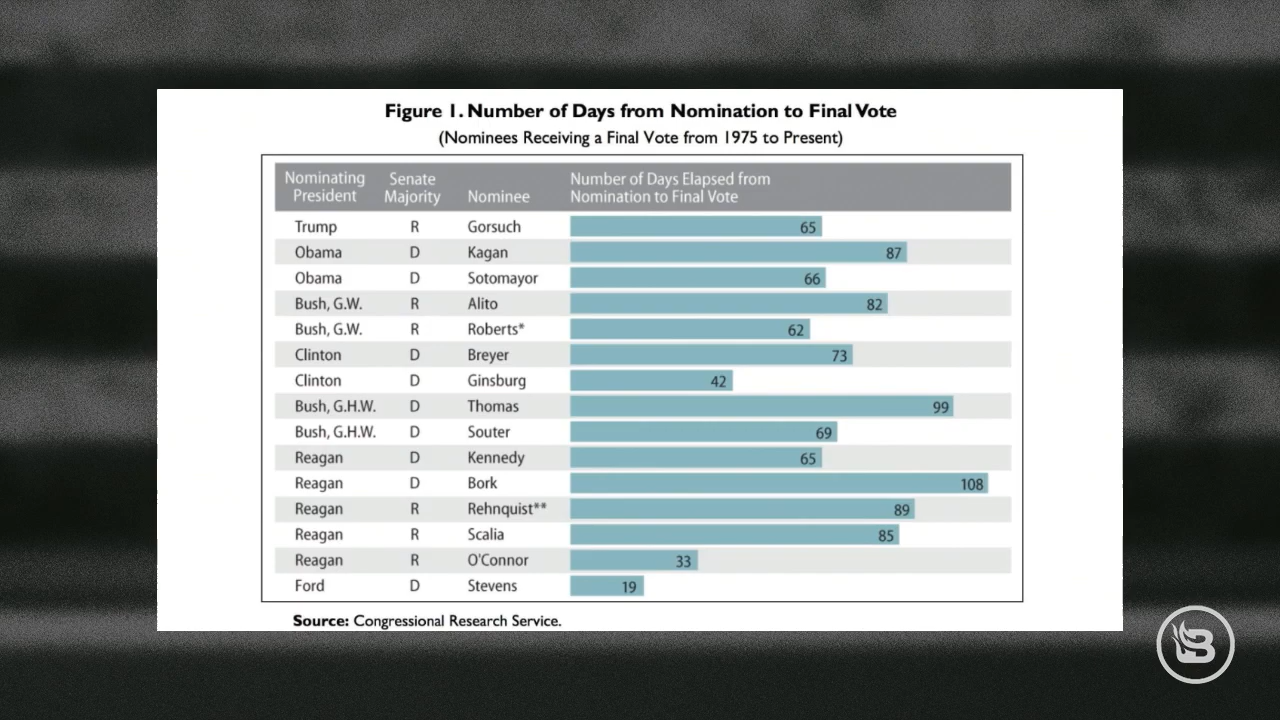 Figure 1. Number of Days from Nomination to Final Vote
(Nominees Receiving a Final Vote from 1975 to Present)
Nominating President Senate Majority Nominee Number of Days Elapsed from Nomination to Final Vote
Trump R Gorsuch 65
Obama D Kagan 87
Obama D Sotomayor 66
Bush, G.W. R Alito 82
Bush, G.W. R Roberts* 62
Clinton D Breyer 73
Clinton D Ginsburg 42
Bush, G.H.W. D Thomas 99
Bush, G.H.W. D Souter 69
Reagan D Kennedy 65
Reagan D Bork 108
Reagan R Rehnquist** 89
Reagan R Scalia 85
Reagan R O'Connor 33
Ford D Stevens 19
Source: Congressional Research Service.
B